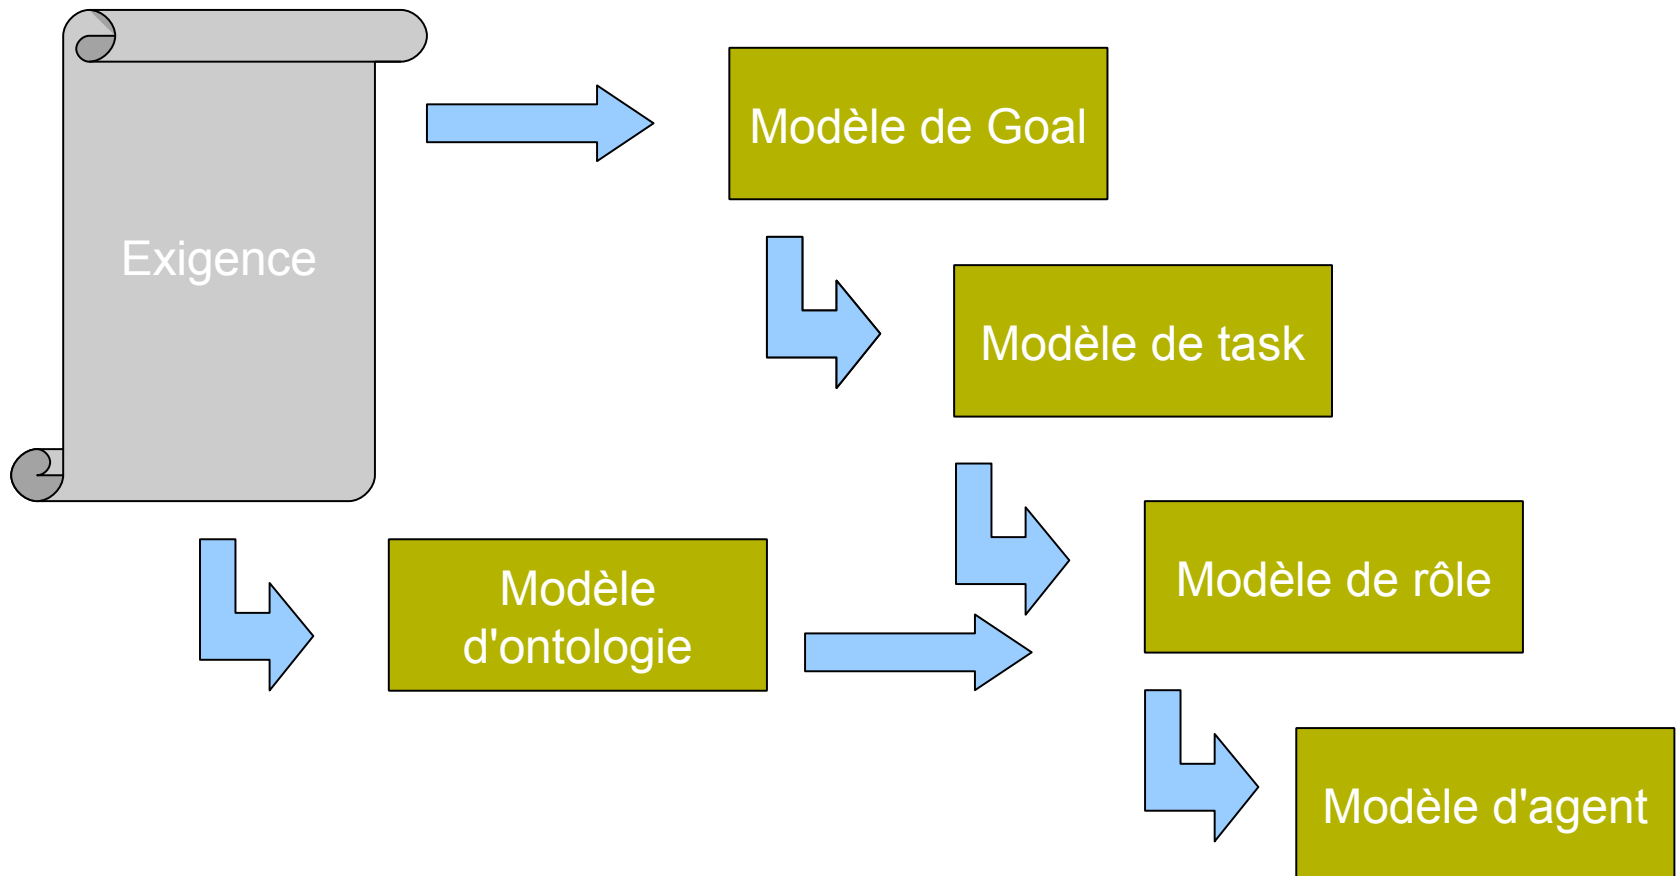 Exigence
Modèle de Goal
Modèle de task
Modèle
d'ontologie
Modèle de rôle
Modèle d'agent